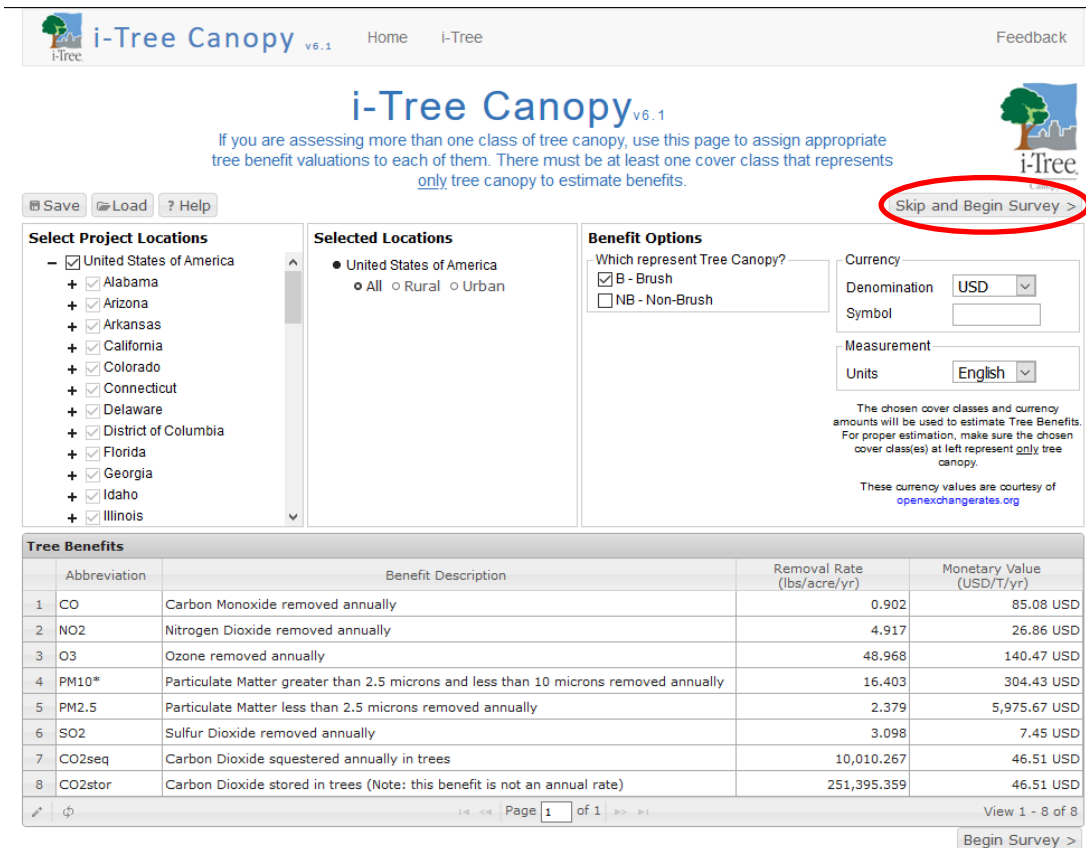 i-Tree
i-Tree Canopy v6.1 Home i-Tree Feedback
i-Tree Canopy v6.1
If you are assessing more than one class of tree canopy, use this page to assign appropriate
tree benefit valuations to each of them. There must be at least one cover class that represents
only tree canopy to estimate benefits.
i-Tree
Save Load ? Help
Skip and Begin Survey >
Select Project Locations
United States of America
Alabama
Arizona
Arkansas
California
Colorado
Connecticut
Delaware
District of Columbia
Florida
Georgia
Idaho
Illinois
Selected Locations
United States of America
All Rural Urban
Benefit Options
Which represent Tree Canopy?
B - Brush
NB - Non-Brush
Currency
Denomination USD
Symbol
Measurement
Units English
The chosen cover classes and currency
amounts will be used to estimate Tree Benefits.
For proper estimation, make sure the chosen
cover class(es) at left represent only tree
canopy.
These currency values are courtesy of
openexchangerates.org
Tree Benefits
Abbreviation Benefit Description Removal Rate (lbs/acre/yr) Monetary Value (USD/T/yr)
1 CO Carbon Monoxide removed annually 0.902 85.08 USD
2 NO2 Nitrogen Dioxide removed annually 4.917 26.86 USD
3 O3 Ozone removed annually 48.968 140.47 USD
4 PM10* Particulate Matter greater than 2.5 microns and less than 10 microns removed annually 16.403 304.43 USD
5 PM2.5 Particulate Matter less than 2.5 microns removed annually 2.379 5,975.67 USD
6 SO2 Sulfur Dioxide removed annually 3.098 7.45 USD
7 CO2seq Carbon Dioxide squestered annually in trees 10,010.267 46.51 USD
8 CO2stor Carbon Dioxide stored in trees (Note: this benefit is not an annual rate) 251,395.359 46.51 USD
Page 1 of 1 View 1 - 8 of 8
Begin Survey >